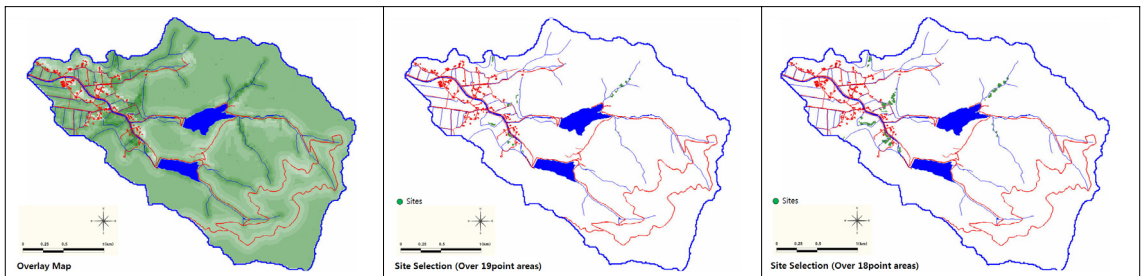 0 0.25 0.5 1(km)
Overlay Map
Sites
0 0.25 0.5 1(km)
Site Selection (Over 19point areas)
Sites
0 0.25 0.5 1(km)
Site Selection (Over 18point areas)